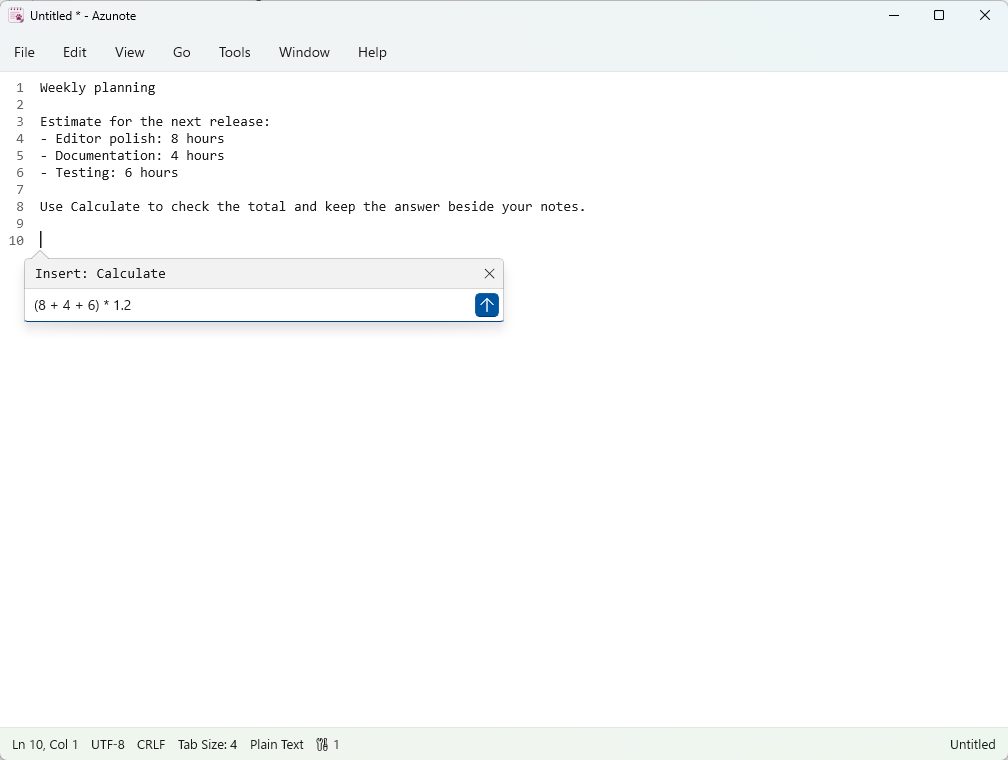 Untitled * - Azunote
File Edit View Go Tools Window Help
1 Weekly planning
2
3 Estimate for the next release:
4 - Editor polish: 8 hours
5 - Documentation: 4 hours
6 - Testing: 6 hours
7
8 Use Calculate to check the total and keep the answer beside your notes.
9
10
Insert: Calculate
(8 + 4 + 6) * 1.2
Ln 10, Col 1 UTF-8 CRLF Tab Size: 4 Plain Text 1 Untitled